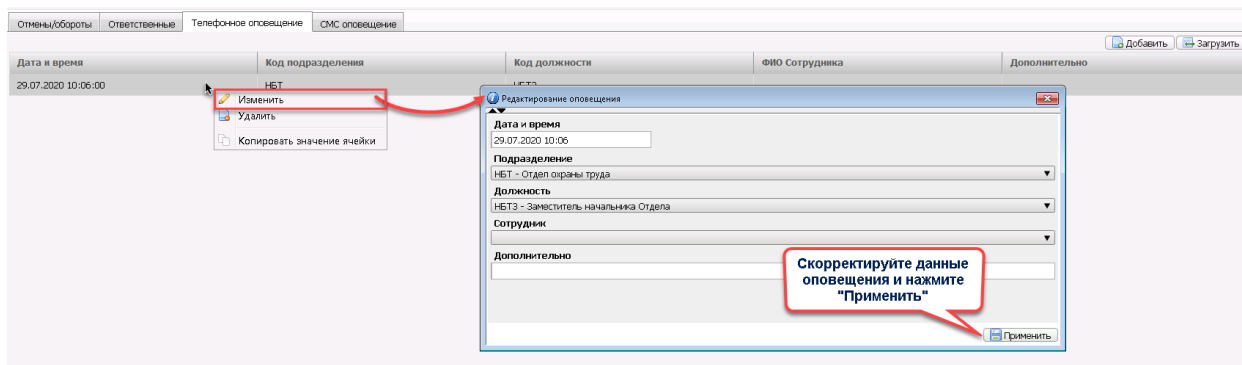 Отмены/обороты Ответственные Телефонное оповещение СМС оповещение
Добавить Загрузить
Дата и время Код подразделения Код должности ФИО Сотрудника Дополнительно
29.07.2020 10:06:00 НБТ НБТ3
Изменить
Удалить
Копировать значение ячейки
Редактирование оповещения
Дата и время
29.07.2020 10:06
Подразделение
НБТ - Отдел охраны труда
Должность
НБТ3 - Заместитель начальника Отдела
Сотрудник
Дополнительно
Скорректируйте данные
оповещения и нажмите
"Применить"
Применить